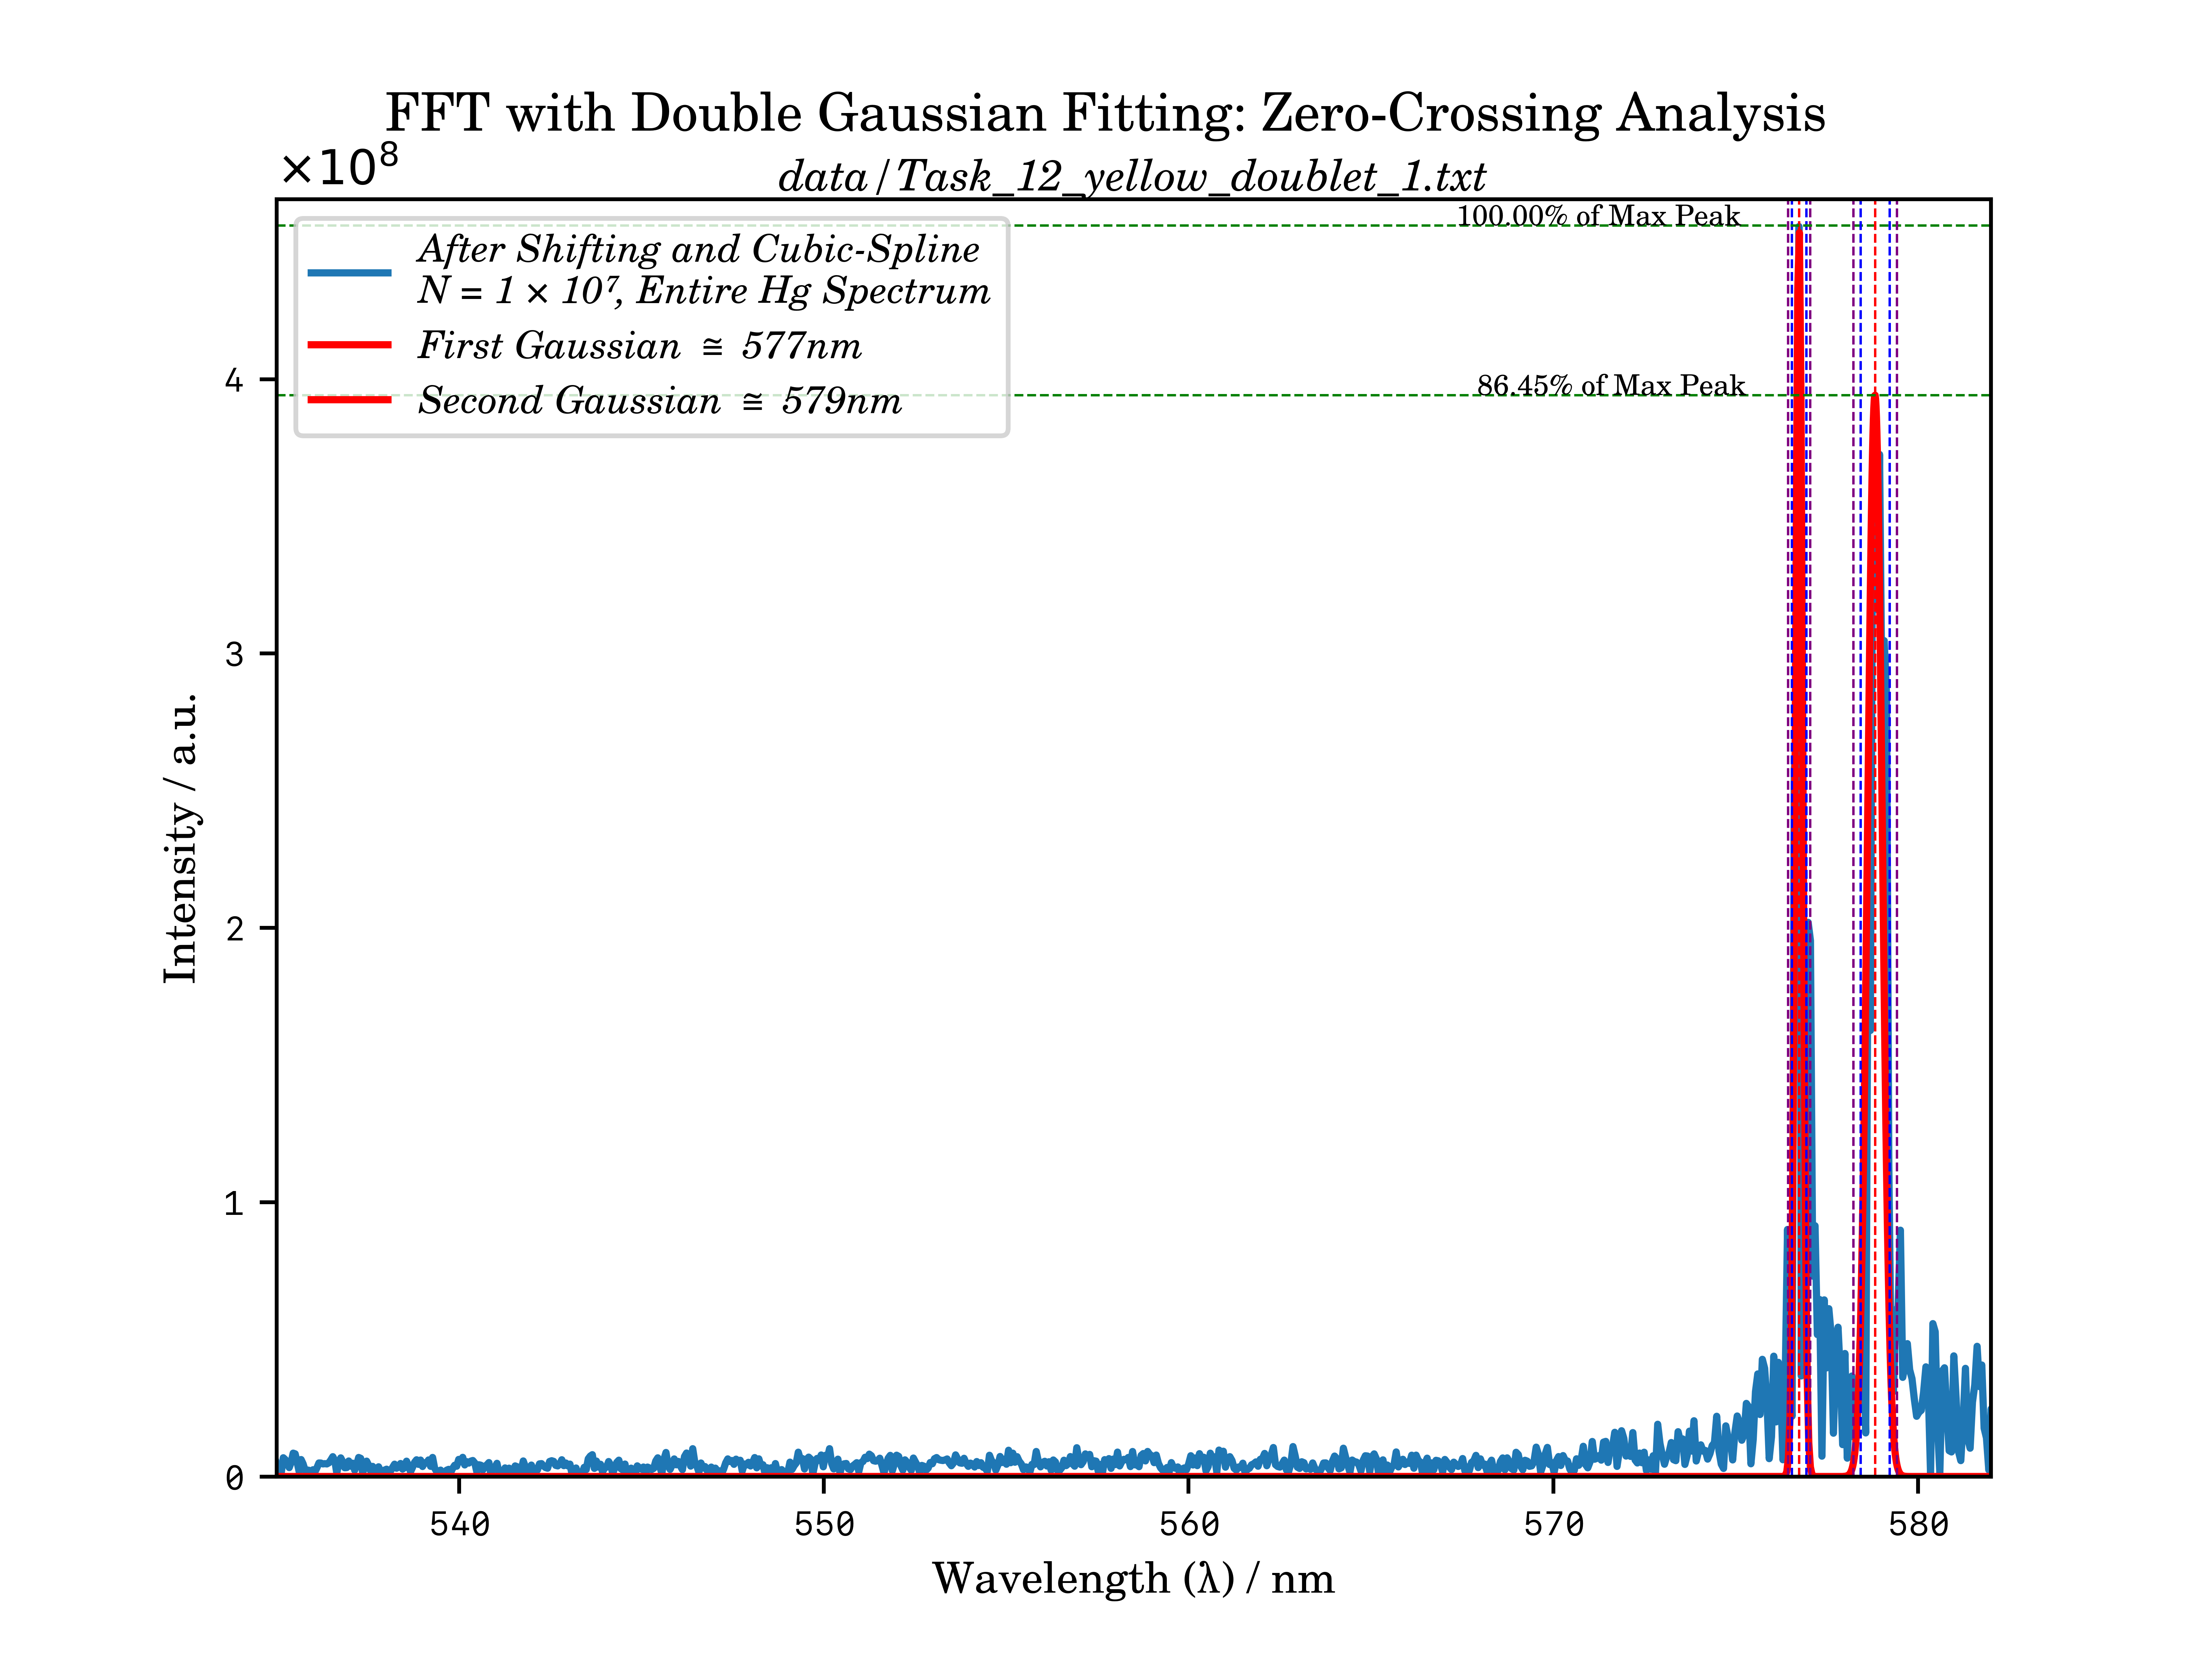 FFT with Double Gaussian Fitting: Zero-Crossing Analysis
×10⁸
data/Task_12_yellow_doublet_1.txt
100.00% of Max Peak
After Shifting and Cubic-Spline
N = 1 × 10⁷, Entire Hg Spectrum
First Gaussian ≅ 577nm
Second Gaussian ≅ 579nm
86.45% of Max Peak
4
3
2
1
0
Intensity / a.u.
540 550 560 570 580
Wavelength (λ) / nm